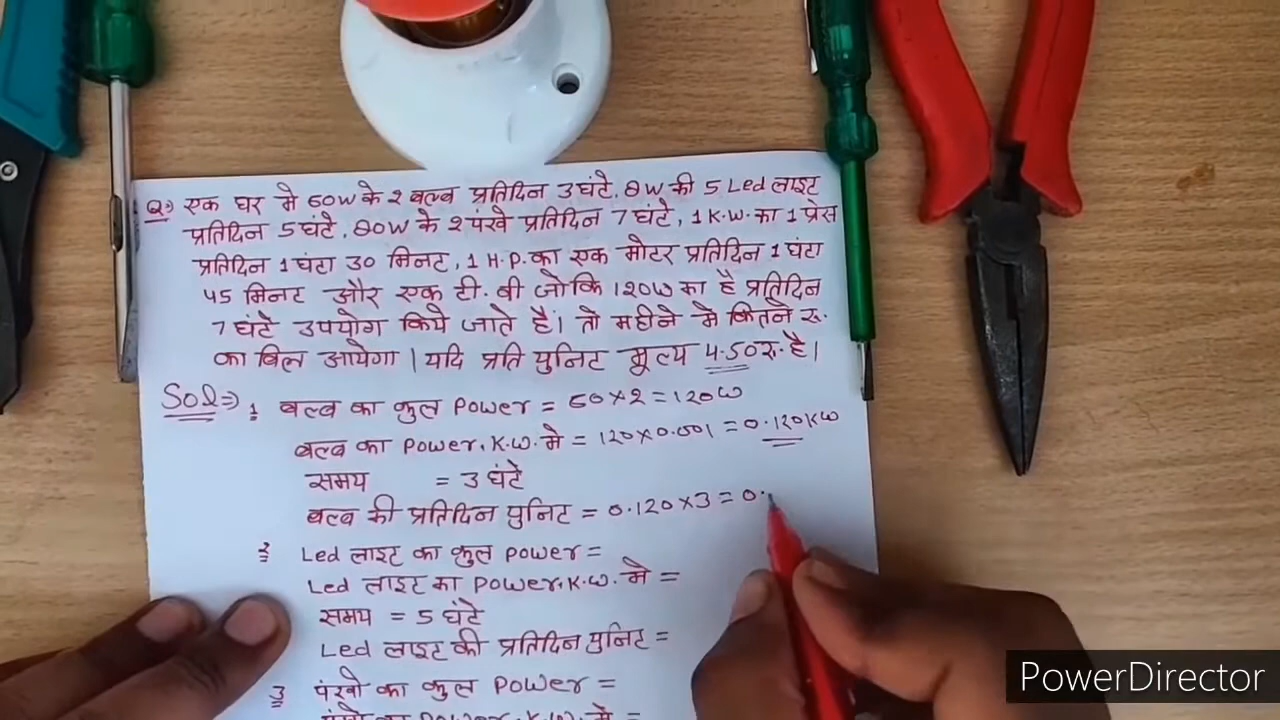 Q⇒ एक घर मे 60W के 2 बल्ब प्रतिदिन 3 घंटे, 8W की 5 Led लाइट
प्रतिदिन 5 घंटे, 80W के 2 पंखे प्रतिदिन 7 घंटे, 1 K.W. का 1 प्रेस
प्रतिदिन 1 घंटा 30 मिनट, 1 H.P. का एक मोटर प्रतिदिन 1 घंटा
45 मिनट और एक टी.वी जोकि 120W का है प्रतिदिन
7 घंटे उपयोग किये जाते है। तो महीने मे कितने रु.
का बिल आयेगा। यदि प्रति युनिट मूल्य 4.50 रु. है।
Sol⇒ 1 बल्ब का कुल Power = 60×2 = 120W
बल्ब का Power, K.W. मे = 120×0.001 = 0.120KW
समय = 3 घंटे
बल्ब की प्रतिदिन युनिट = 0.120×3 = 0.
2 Led लाइट का कुल Power =
Led लाइट का Power, K.W. मे =
समय = 5 घंटे
Led लाइट की प्रतिदिन युनिट =
3 पंखो का कुल Power =
पंखो का Power, K.W. मे =
PowerDirector